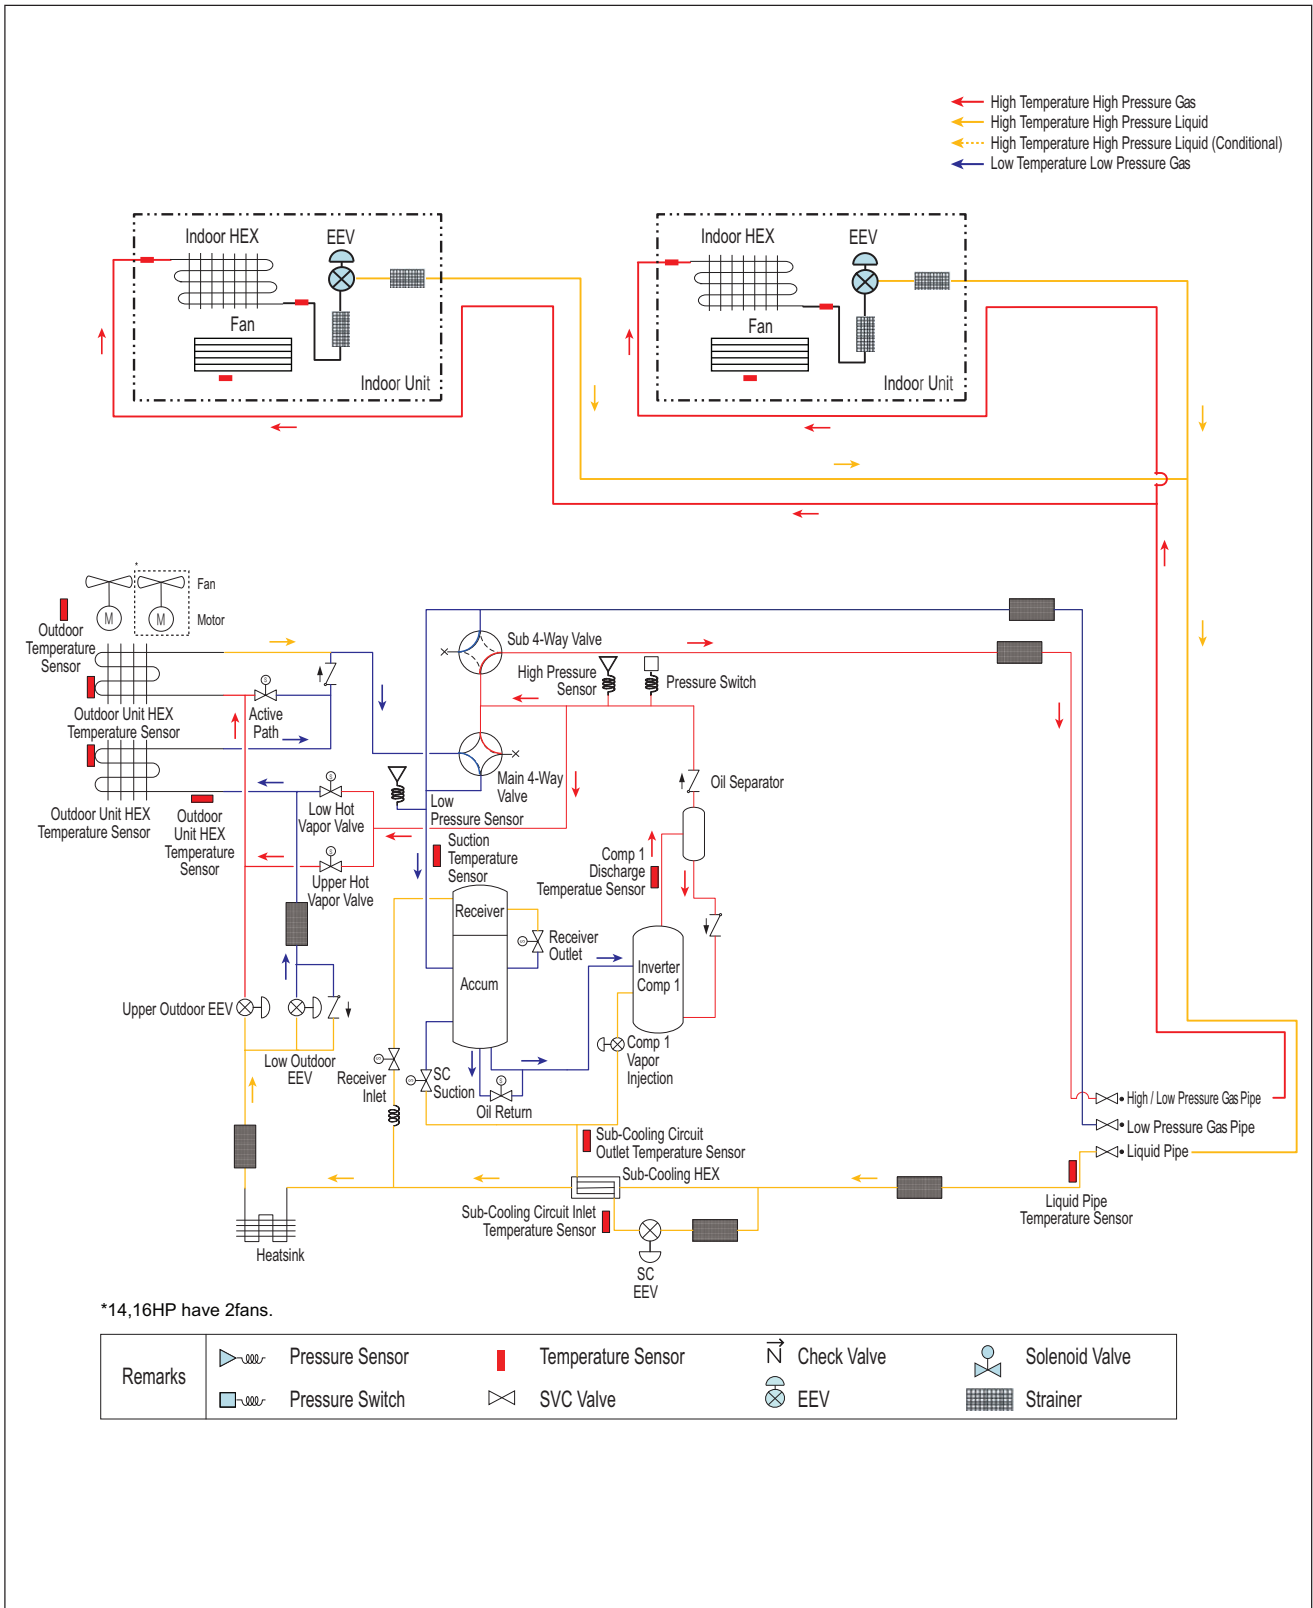 High Temperature High Pressure Gas
High Temperature High Pressure Liquid
High Temperature High Pressure Liquid (Conditional)
Low Temperature Low Pressure Gas
Indoor HEX
EEV
Fan
Indoor Unit
Indoor HEX
EEV
Fan
Indoor Unit
*
Fan
M
M
Motor
Outdoor
Temperature
Sensor
Sub 4-Way Valve
High Pressure
Sensor
Pressure Switch
S
Active
Path
Outdoor Unit HEX
Temperature Sensor
Main 4-Way
Valve
Oil Separator
Outdoor Unit HEX
Temperature Sensor
Outdoor
Unit HEX
Temperature
Sensor
S
Low Hot
Vapor Valve
Low
Pressure Sensor
S
Upper Hot
Vapor Valve
Suction
Temperature
Sensor
Comp 1
Discharge
Temperatue Sensor
Receiver
S
Receiver
Outlet
Accum
Inverter
Comp 1
Upper Outdoor EEV
Low Outdoor
EEV
S
Receiver
Inlet
S
SC
Suction
S
Oil Return
Comp 1
Vapor
Injection
High / Low Pressure Gas Pipe
Low Pressure Gas Pipe
Liquid Pipe
Sub-Cooling Circuit
Outlet Temperature Sensor
Sub-Cooling HEX
Sub-Cooling Circuit Inlet
Temperature Sensor
Liquid Pipe
Temperature Sensor
Heatsink
SC
EEV
*14,16HP have 2fans.
Remarks
Pressure Sensor
Temperature Sensor
Check Valve
Solenoid Valve
Pressure Switch
SVC Valve
EEV
Strainer